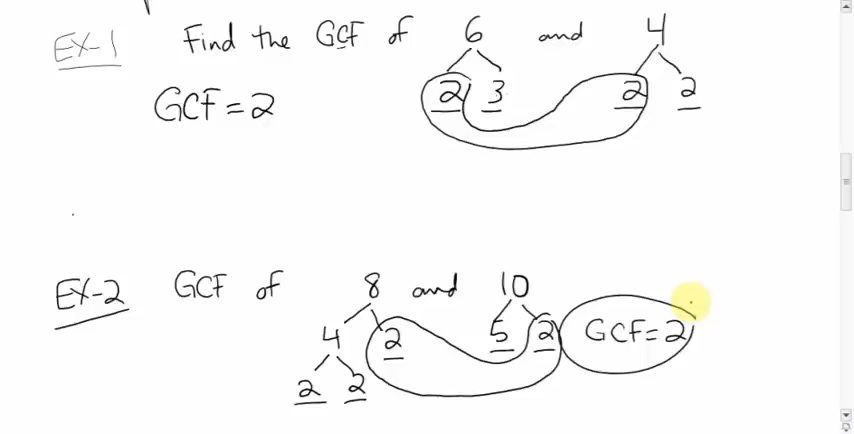 EX-1 Find the GCF of 6 and 4
GCF=2 2 3 2 2
EX-2 GCF of 8 and 10
4 2 5 2 GCF=2
2 2